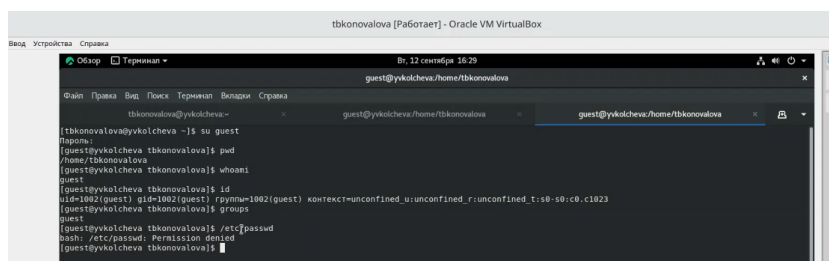 tbkonovalova [Работает] - Oracle VM VirtualBox
Ввод Устройства Справка
Обзор Терминал Вт, 12 сентября 16:29
guest@yvkolcheva:/home/tbkonovalova
Файл Правка Вид Поиск Терминал Вкладки Справка
tbkonovalova@yvkolcheva:~ guest@yvkolcheva:/home/tbkonovalova guest@yvkolcheva:/home/tbkonovalova
[tbkonovalova@yvkolcheva ~]$ su guest
Пароль:
[guest@yvkolcheva tbkonovalova]$ pwd
/home/tbkonovalova
[guest@yvkolcheva tbkonovalova]$ whoami
guest
[guest@yvkolcheva tbkonovalova]$ id
uid=1002(guest) gid=1002(guest) группы=1002(guest) контекст=unconfined_u:unconfined_r:unconfined_t:s0-s0:c0.c1023
[guest@yvkolcheva tbkonovalova]$ groups
guest
[guest@yvkolcheva tbkonovalova]$ /etc/passwd
bash: /etc/passwd: Permission denied
[guest@yvkolcheva tbkonovalova]$